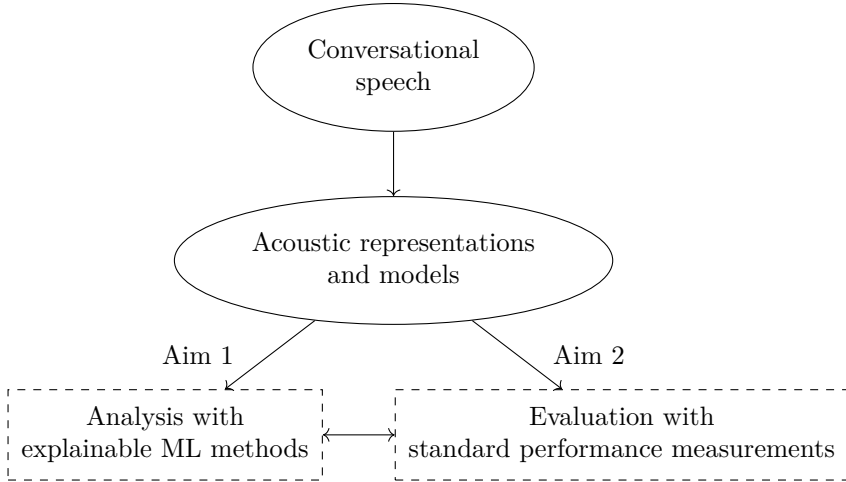 Conversational
speech
Acoustic representations
and models
Aim 1
Aim 2
Analysis with
explainable ML methods
Evaluation with
standard performance measurements